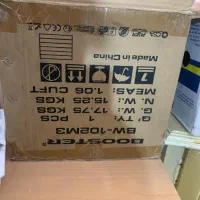 BOOSTER
BW-102M3
Q'TY: 1 PCS
G. W.: 17.75 KGS
N. W.: 15.85 KGS
MEAS: 1.06 CUFT
Made in China